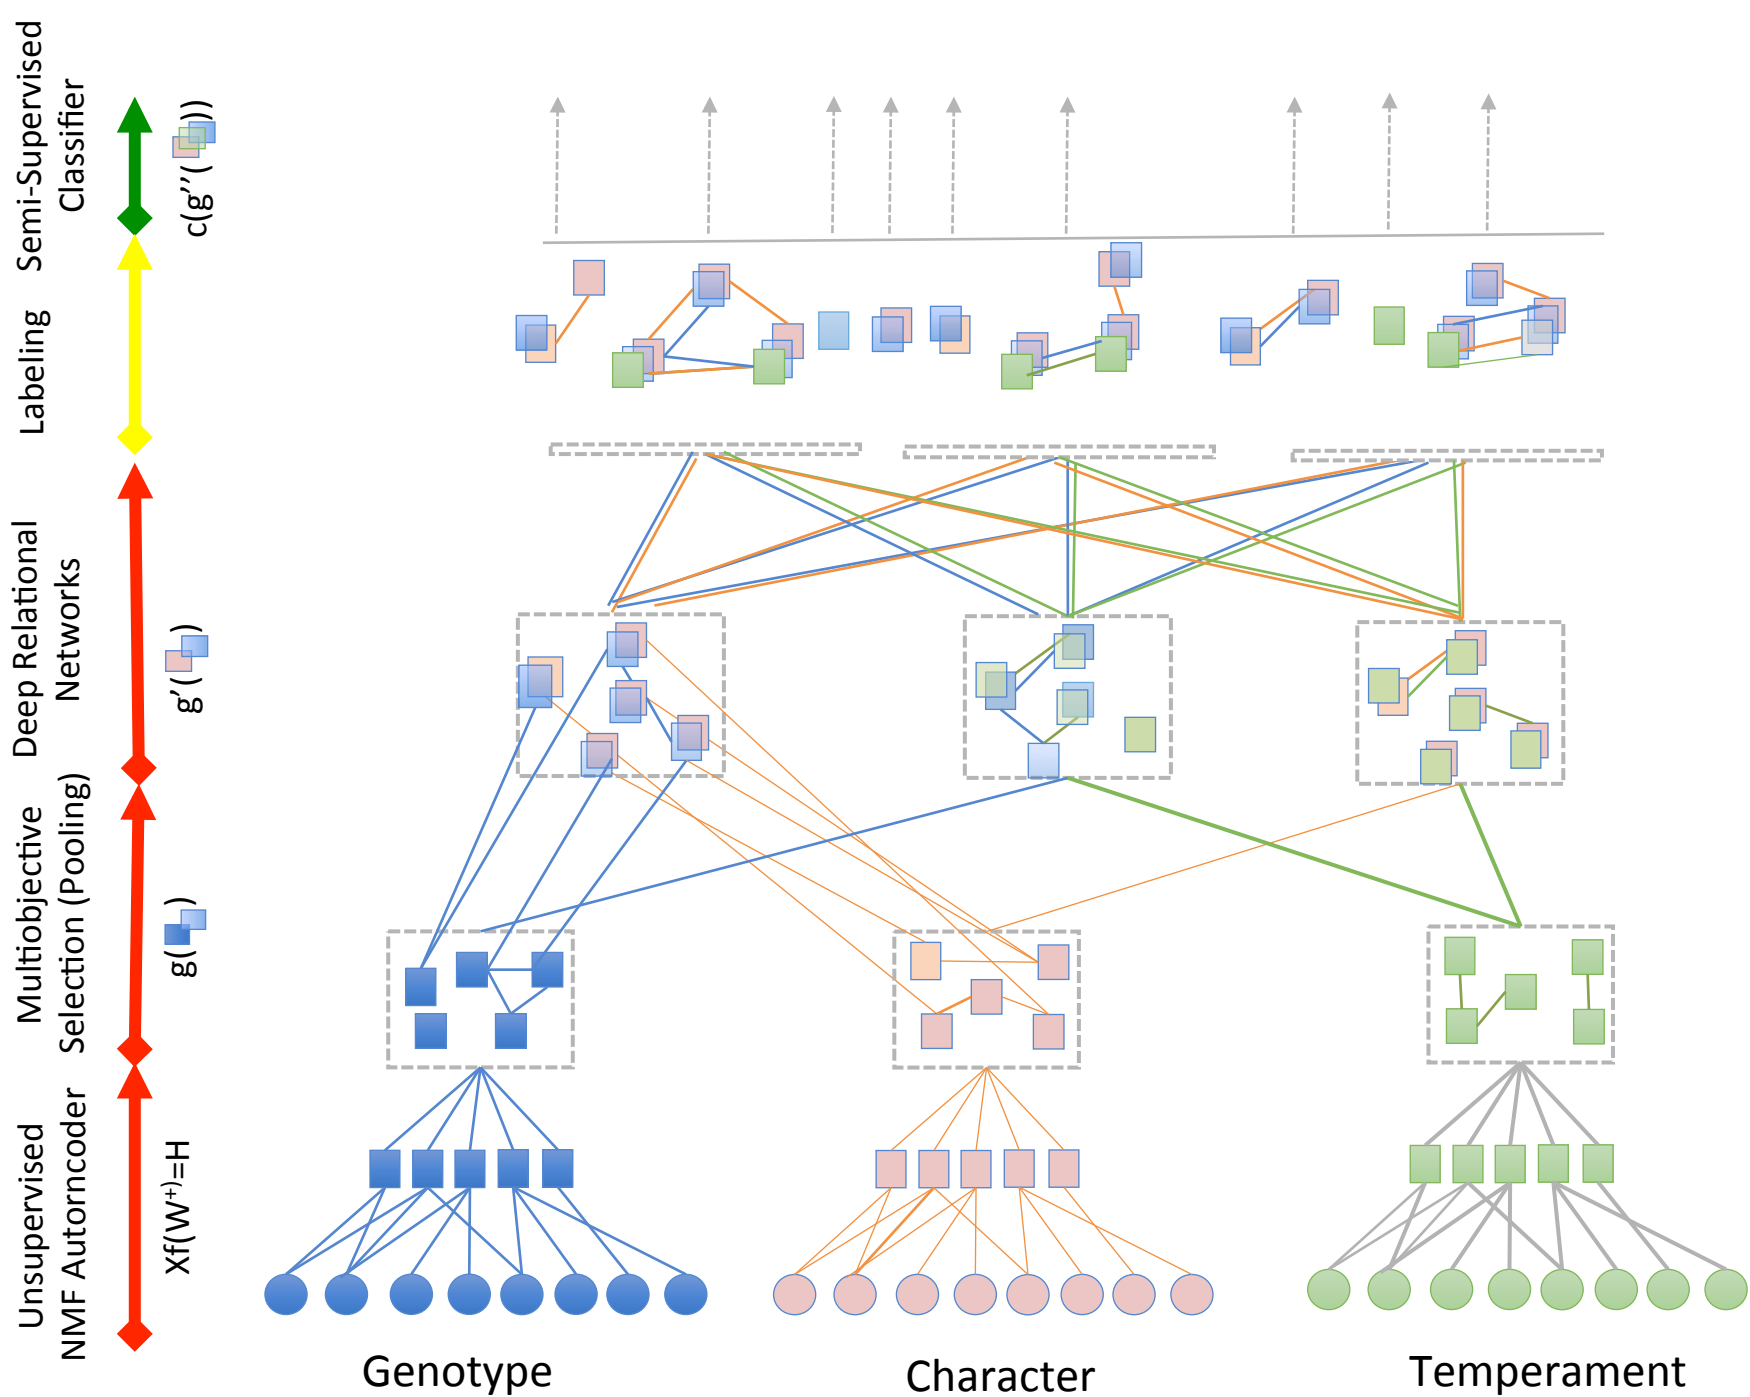 Semi-Supervised
Classifier
c(g''( ))
Labeling
Deep Relational
Networks
g'( )
Multiobjective
Selection (Pooling)
g( )
Unsupervised
NMF Autorncoder
Xf(W⁺⁾=H
Genotype
Character
Temperament